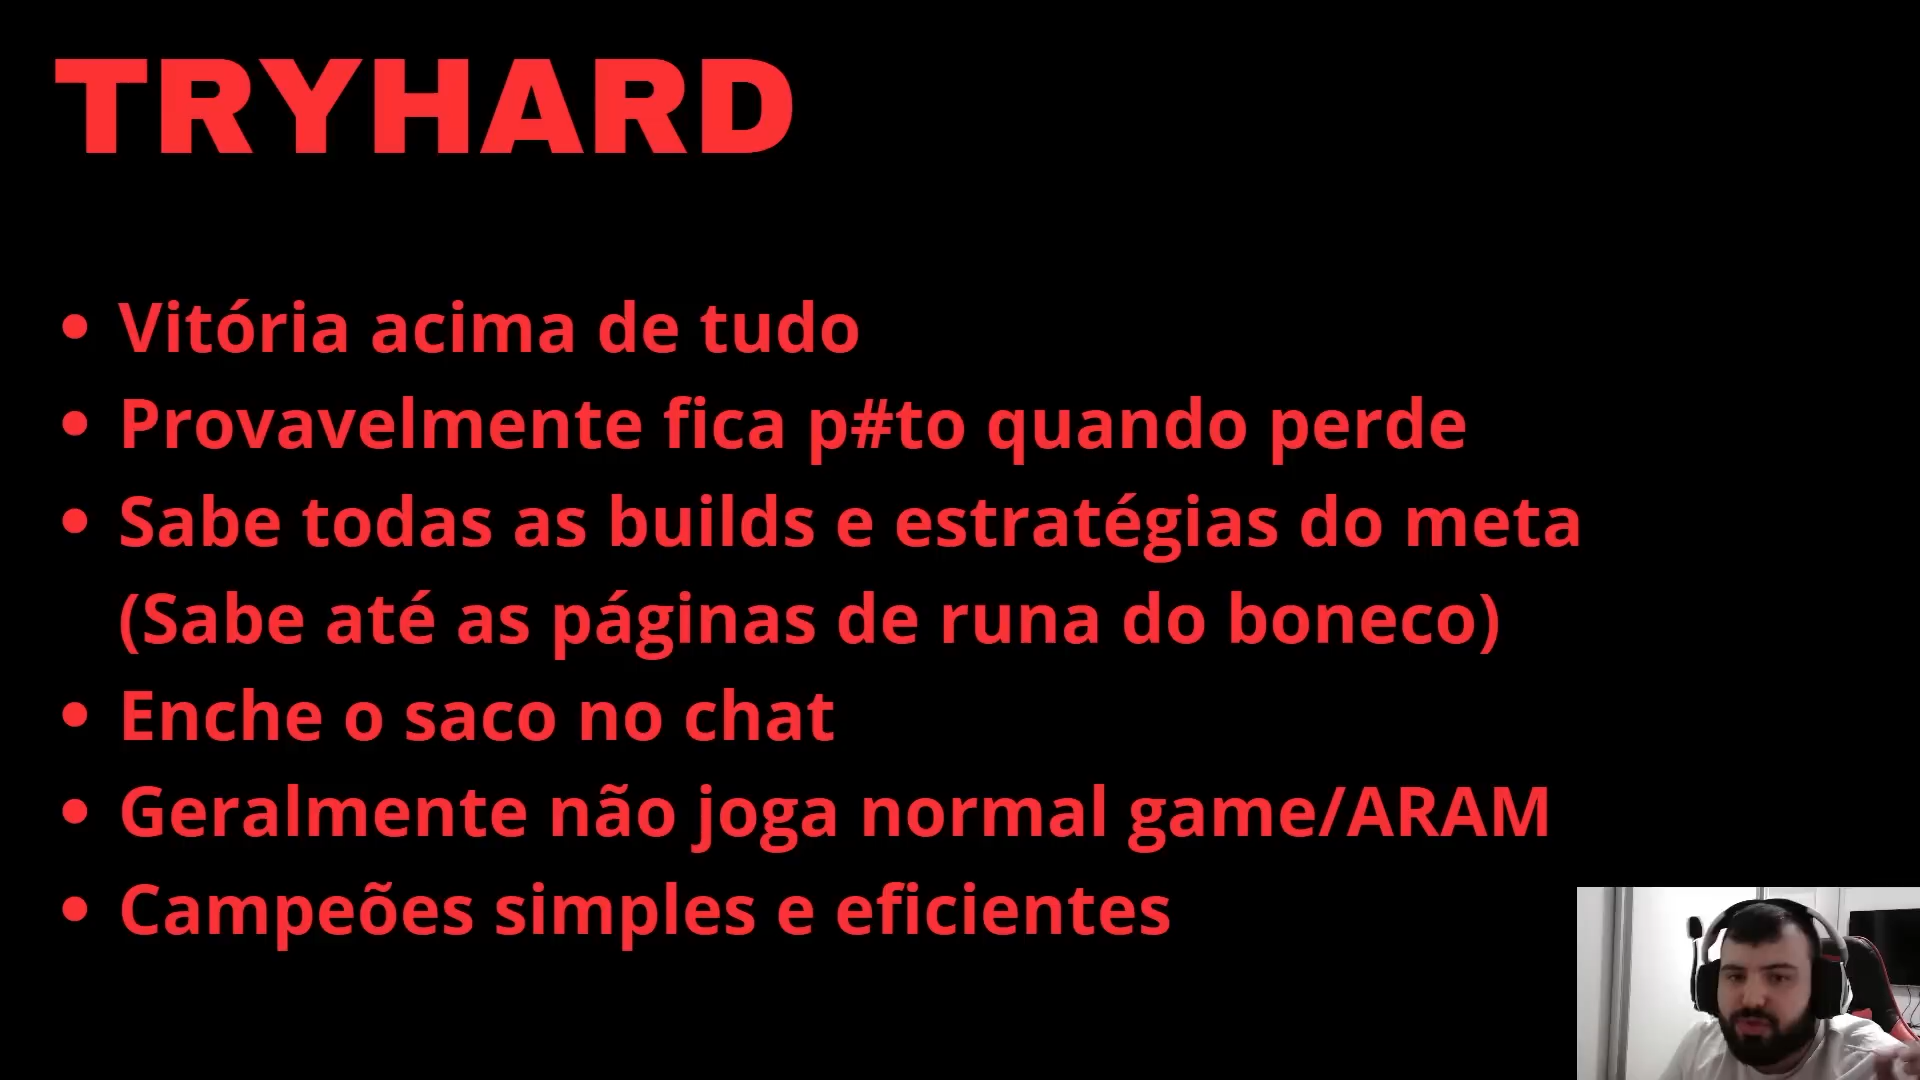 TRYHARD
• Vitória acima de tudo
• Provavelmente fica p#to quando perde
• Sabe todas as builds e estratégias do meta
(Sabe até as páginas de runa do boneco)
• Enche o saco no chat
• Geralmente não joga normal game/ARAM
• Campeões simples e eficientes